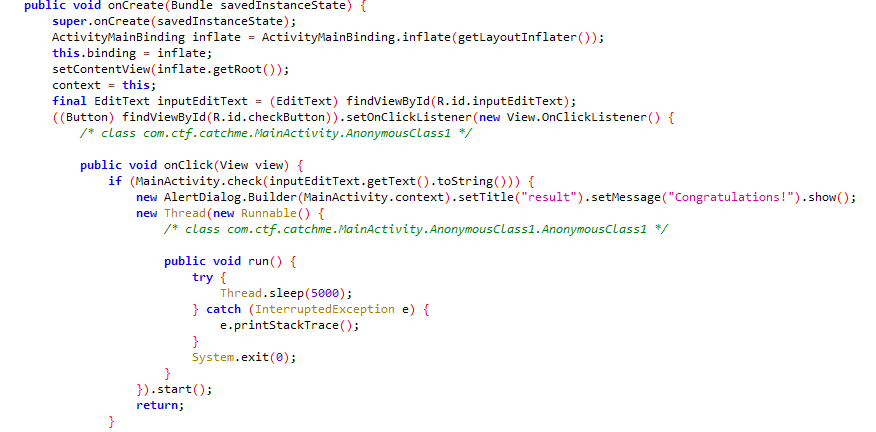 public void onCreate(Bundle savedInstanceState) {
super.onCreate(savedInstanceState);
ActivityMainBinding inflate = ActivityMainBinding.inflate(getLayoutInflater());
this.binding = inflate;
setContentView(inflate.getRoot());
context = this;
final EditText inputEditText = (EditText) findViewById(R.id.inputEditText);
((Button) findViewById(R.id.checkButton)).setOnClickListener(new View.OnClickListener() {
/* class com.ctf.catchme.MainActivity.AnonymousClass1 */
public void onClick(View view) {
if (MainActivity.check(inputEditText.getText().toString())) {
new AlertDialog.Builder(MainActivity.context).setTitle("result").setMessage("Congratulations!").show();
new Thread(new Runnable() {
/* class com.ctf.catchme.MainActivity.AnonymousClass1.AnonymousClass1 */
public void run() {
try {
Thread.sleep(5000);
} catch (InterruptedException e) {
e.printStackTrace();
}
System.exit(0);
}
}).start();
return;
}